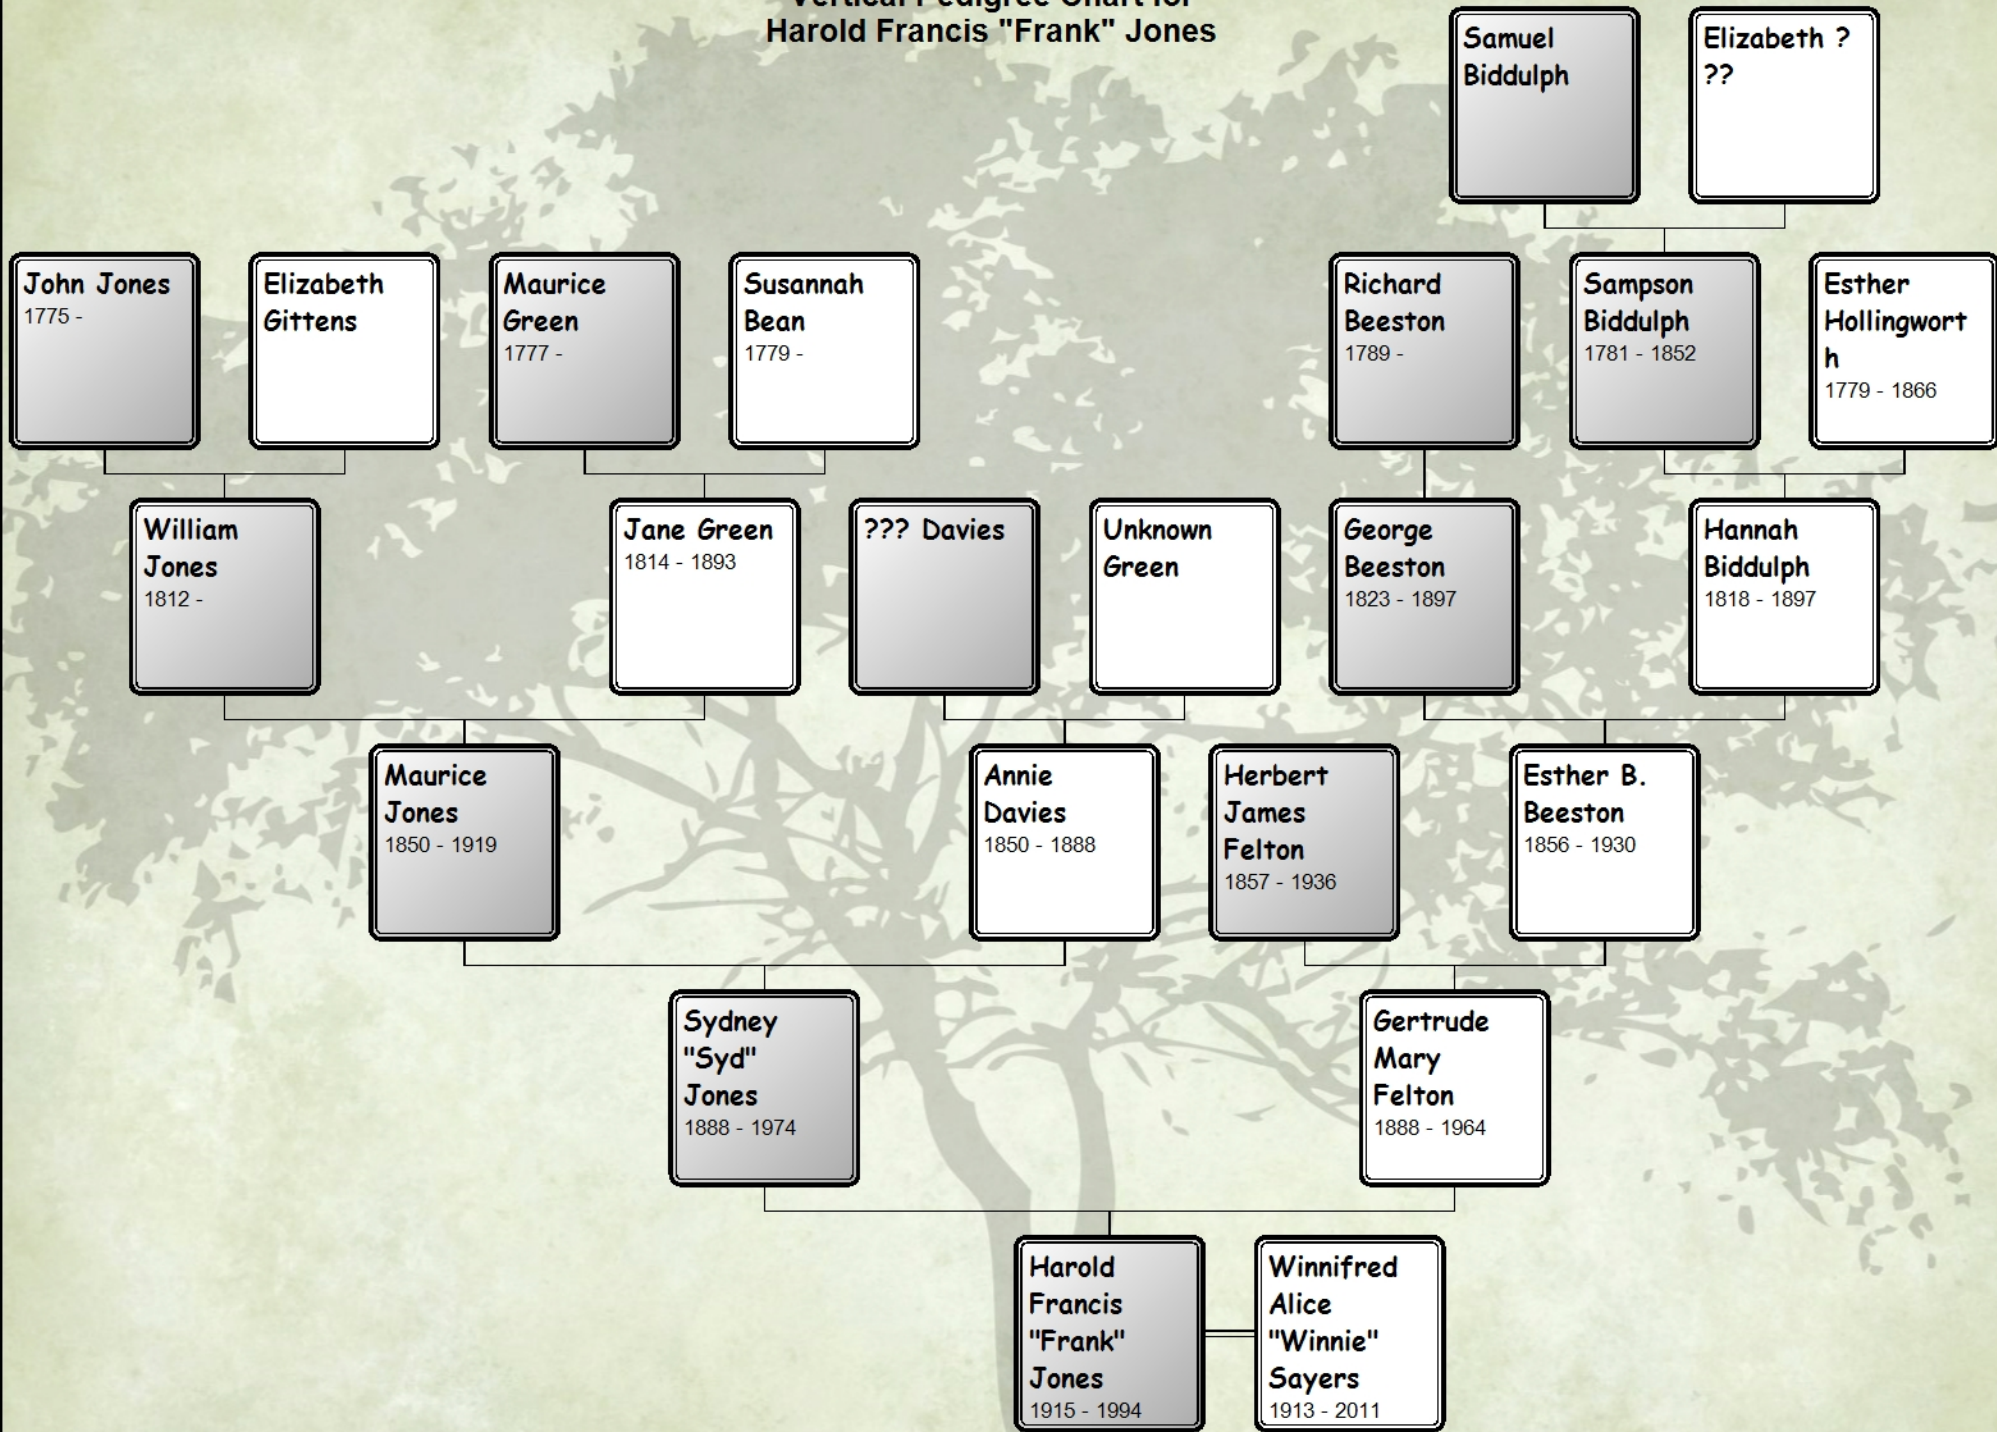 Vertical Pedigree Chart for
Harold Francis "Frank" Jones
Samuel
Biddulph
Elizabeth ?
??
John Jones
1775 -
Elizabeth
Gittens
Maurice
Green
1777 -
Susannah
Bean
1779 -
Richard
Beeston
1789 -
Sampson
Biddulph
1781 - 1852
Esther
Hollingwort
h
1779 - 1866
William
Jones
1812 -
Jane Green
1814 - 1893
??? Davies
Unknown
Green
George
Beeston
1823 - 1897
Hannah
Biddulph
1818 - 1897
Maurice
Jones
1850 - 1919
Annie
Davies
1850 - 1888
Herbert
James
Felton
1857 - 1936
Esther B.
Beeston
1856 - 1930
Sydney
"Syd"
Jones
1888 - 1974
Gertrude
Mary
Felton
1888 - 1964
Harold
Francis
"Frank"
Jones
1915 - 1994
Winnifred
Alice
"Winnie"
Sayers
1913 - 2011